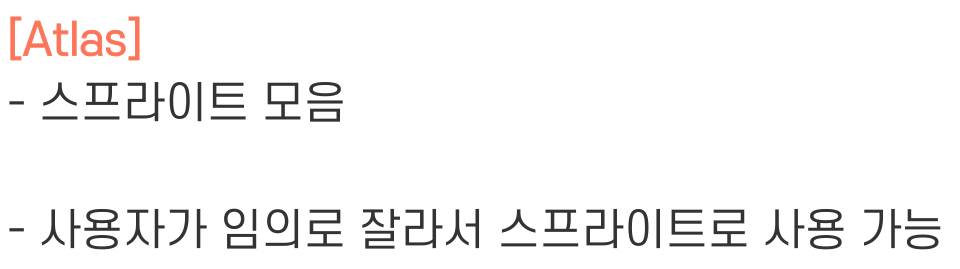 [Atlas]
- 스프라이트 모음
- 사용자가 임의로 잘라서 스프라이트로 사용 가능